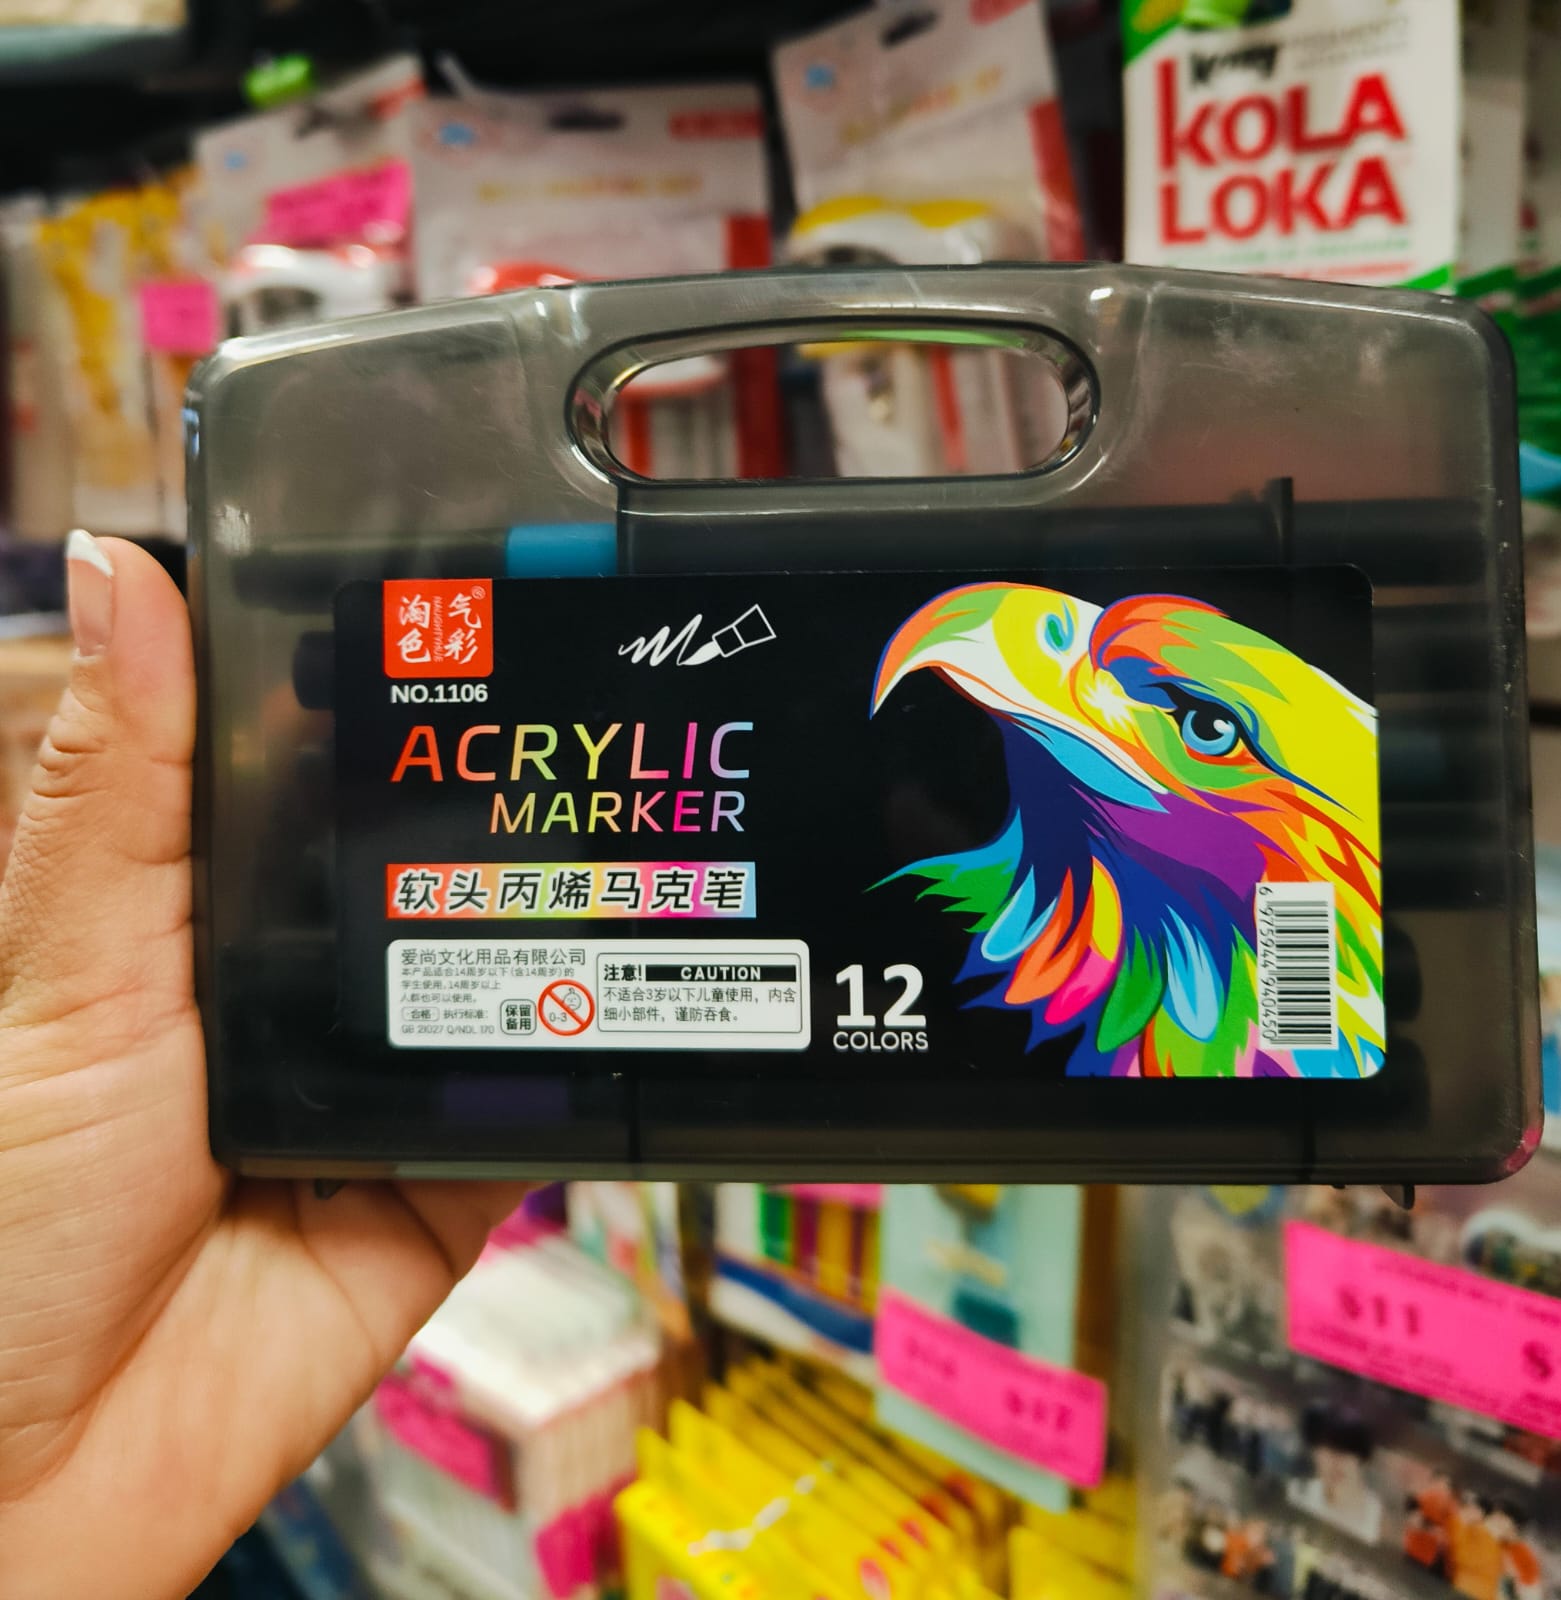 krazy
KOLA
LOKA
淘气
色彩
NAUGHTYHUE
®
NO.1106
ACRYLIC
MARKER
软头丙烯马克笔
爱尚文化用品有限公司
本产品适合14周岁以下(含14周岁)的
学生使用,14周岁以上
人群也可以使用。
合格 执行标准:
GB 21027 Q/NDL 170
保留
备用
0-3
注意! CAUTION
不适合3岁以下儿童使用,内含
细小部件,谨防吞食。
12
COLORS
6 975944 940450
$11
$12